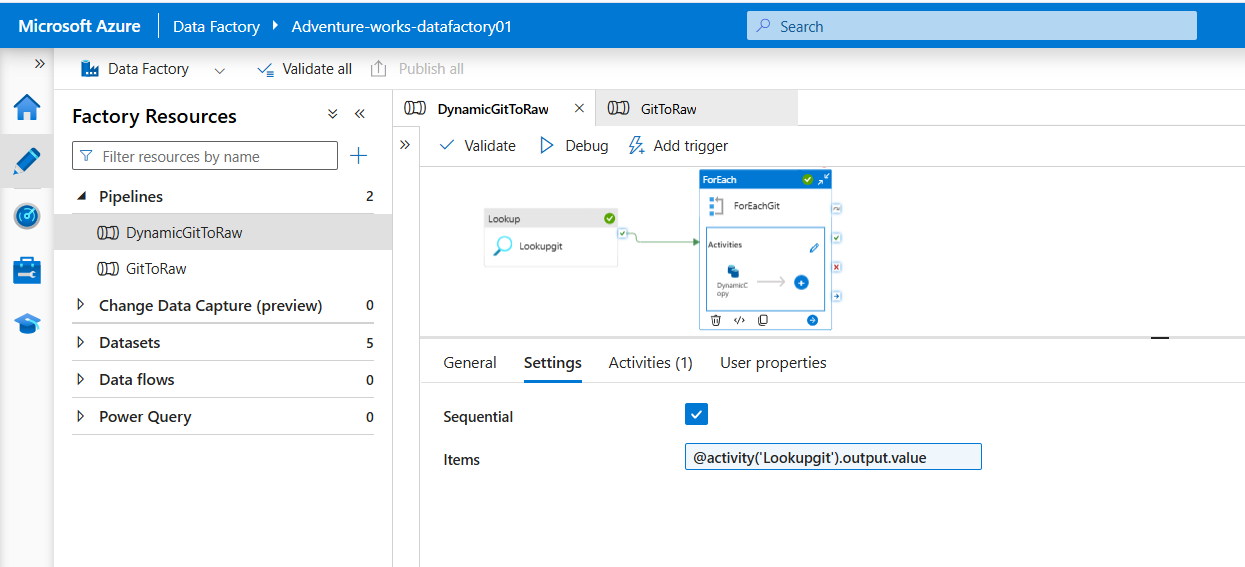 Microsoft Azure
Data Factory
Adventure-works-datafactory01
Search
Data Factory
Validate all
Publish all
Factory Resources
Filter resources by name
Pipelines 2
DynamicGitToRaw
GitToRaw
Change Data Capture (preview) 0
Datasets 5
Data flows 0
Power Query 0
DynamicGitToRaw
GitToRaw
Validate
Debug
Add trigger
Lookup
Lookupgit
ForEach
ForEachGit
Activities
DynamicC
opy
General
Settings
Activities (1)
User properties
Sequential
Items
@activity('Lookupgit').output.value